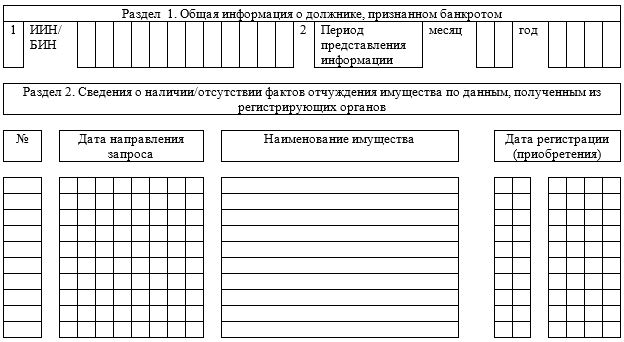 Раздел 1. Общая информация о должнике, признанном банкротом
1 ИИН/ 2 Период месяц год
БИН представления
информации
Раздел 2. Сведения о наличии/отсутствии фактов отчуждения имущества по данным, полученным из
регистрирующих органов
№ Дата направления Наименование имущества Дата регистрации
запроса (приобретения)